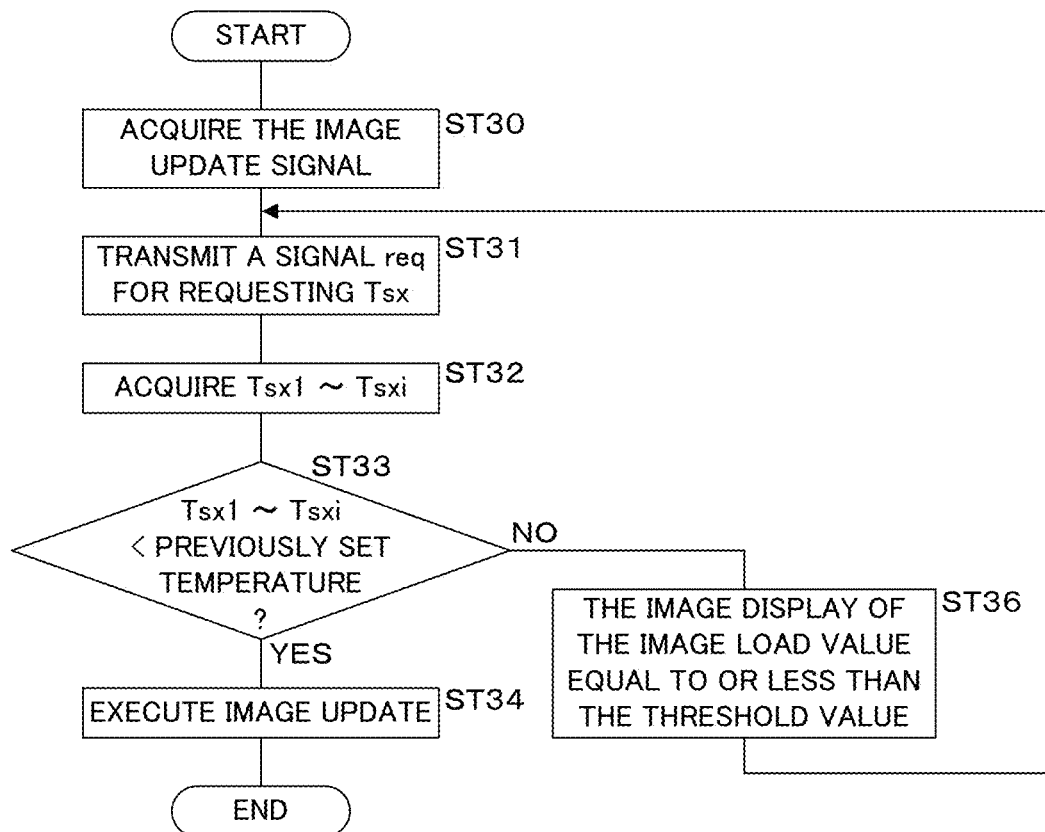 START
ACQUIRE THE IMAGE
UPDATE SIGNAL
ST30
TRANSMIT A SIGNAL req
FOR REQUESTING Tsx
ST31
ACQUIRE Tsx1 ～ Tsxi
ST32
ST33
Tsx1 ～ Tsxi
< PREVIOUSLY SET
TEMPERATURE
?
NO
YES
THE IMAGE DISPLAY OF
THE IMAGE LOAD VALUE
EQUAL TO OR LESS THAN
THE THRESHOLD VALUE
ST36
EXECUTE IMAGE UPDATE
ST34
END